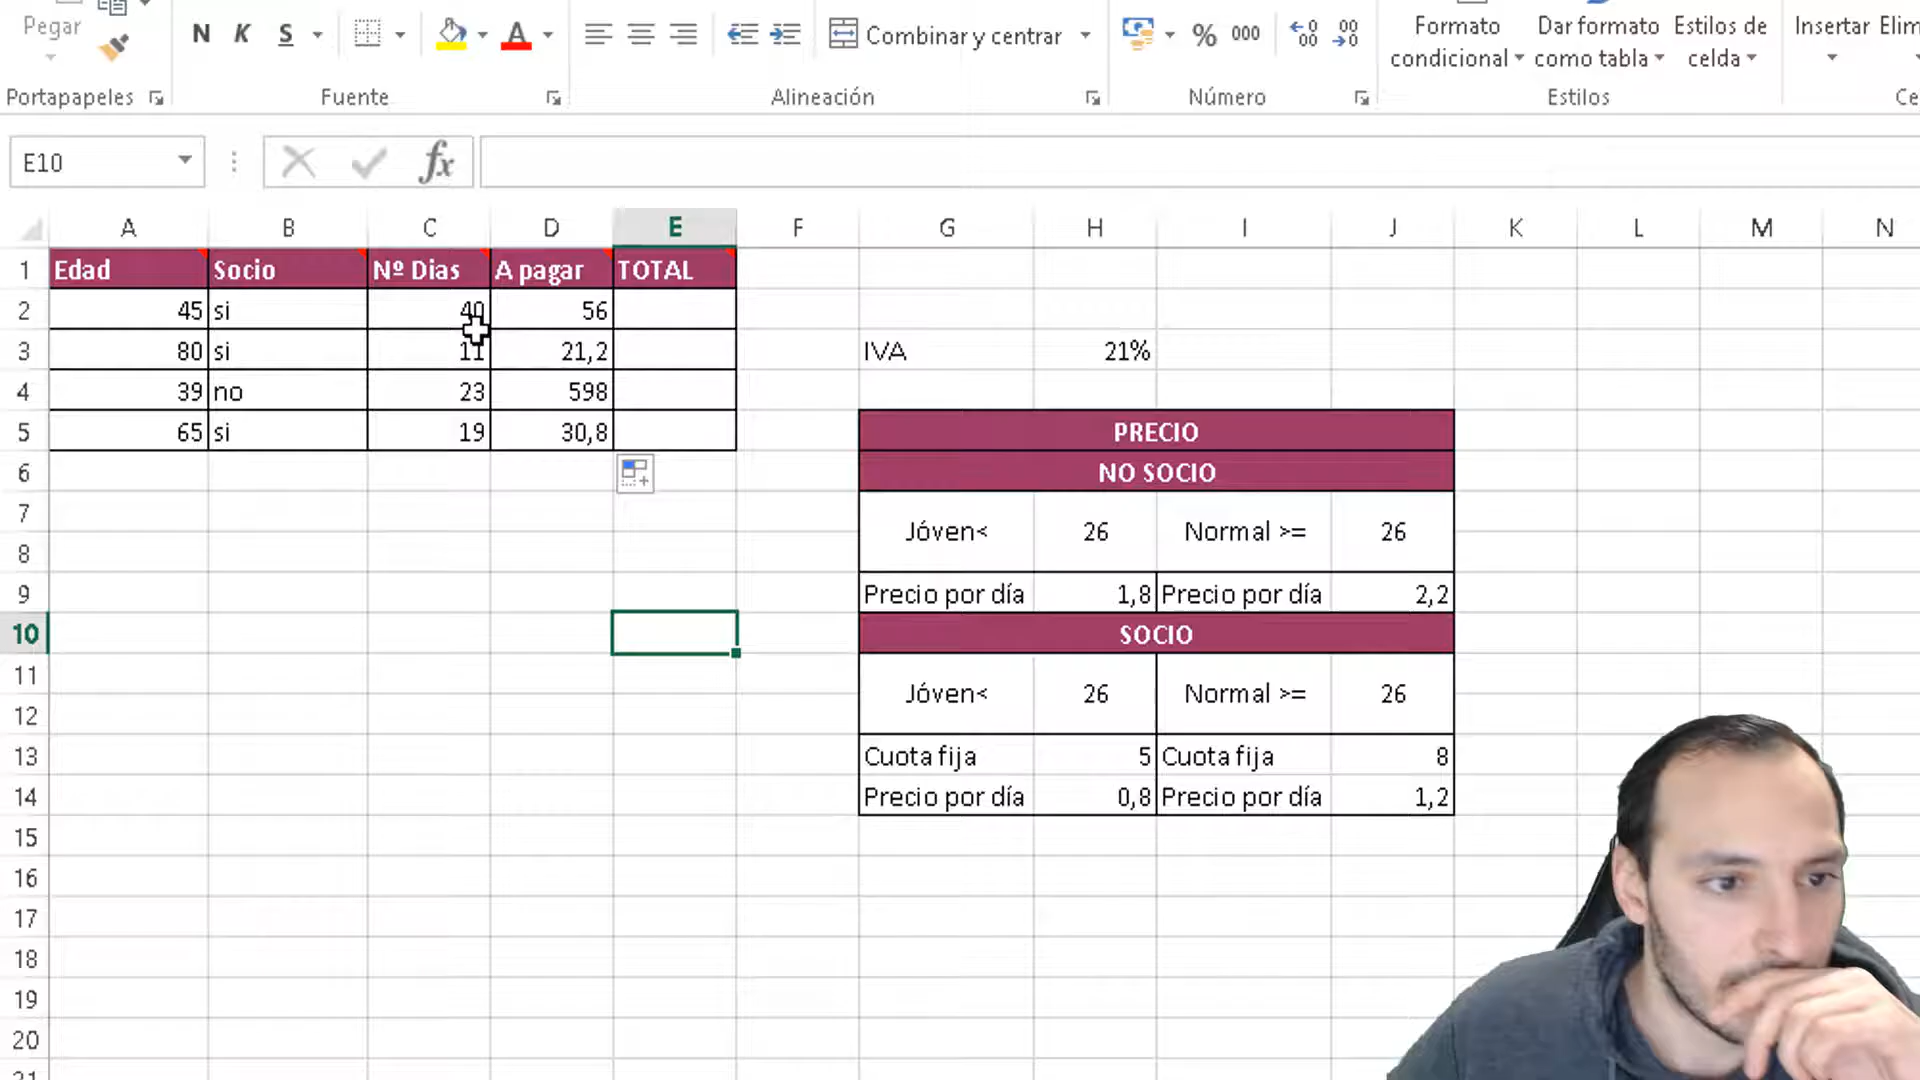 Pegar
N K S
A
Combinar y centrar
% 000
Formato condicional
Dar formato como tabla
Estilos de celda
Insertar
Elim
Portapapeles
Fuente
Alineación
Número
Estilos
Ce
E10
fx
A B C D E F G H I J K L M N
1 Edad Socio Nº Dias A pagar TOTAL
2 45 si 40 56
3 80 si 11 21,2 IVA 21%
4 39 no 23 598
5 65 si 19 30,8 PRECIO
6 NO SOCIO
7
Jóven< 26 Normal >= 26
8
9 Precio por día 1,8 Precio por día 2,2
10 SOCIO
11
Jóven< 26 Normal >= 26
12
13 Cuota fija 5 Cuota fija 8
14 Precio por día 0,8 Precio por día 1,2
15
16
17
18
19
20